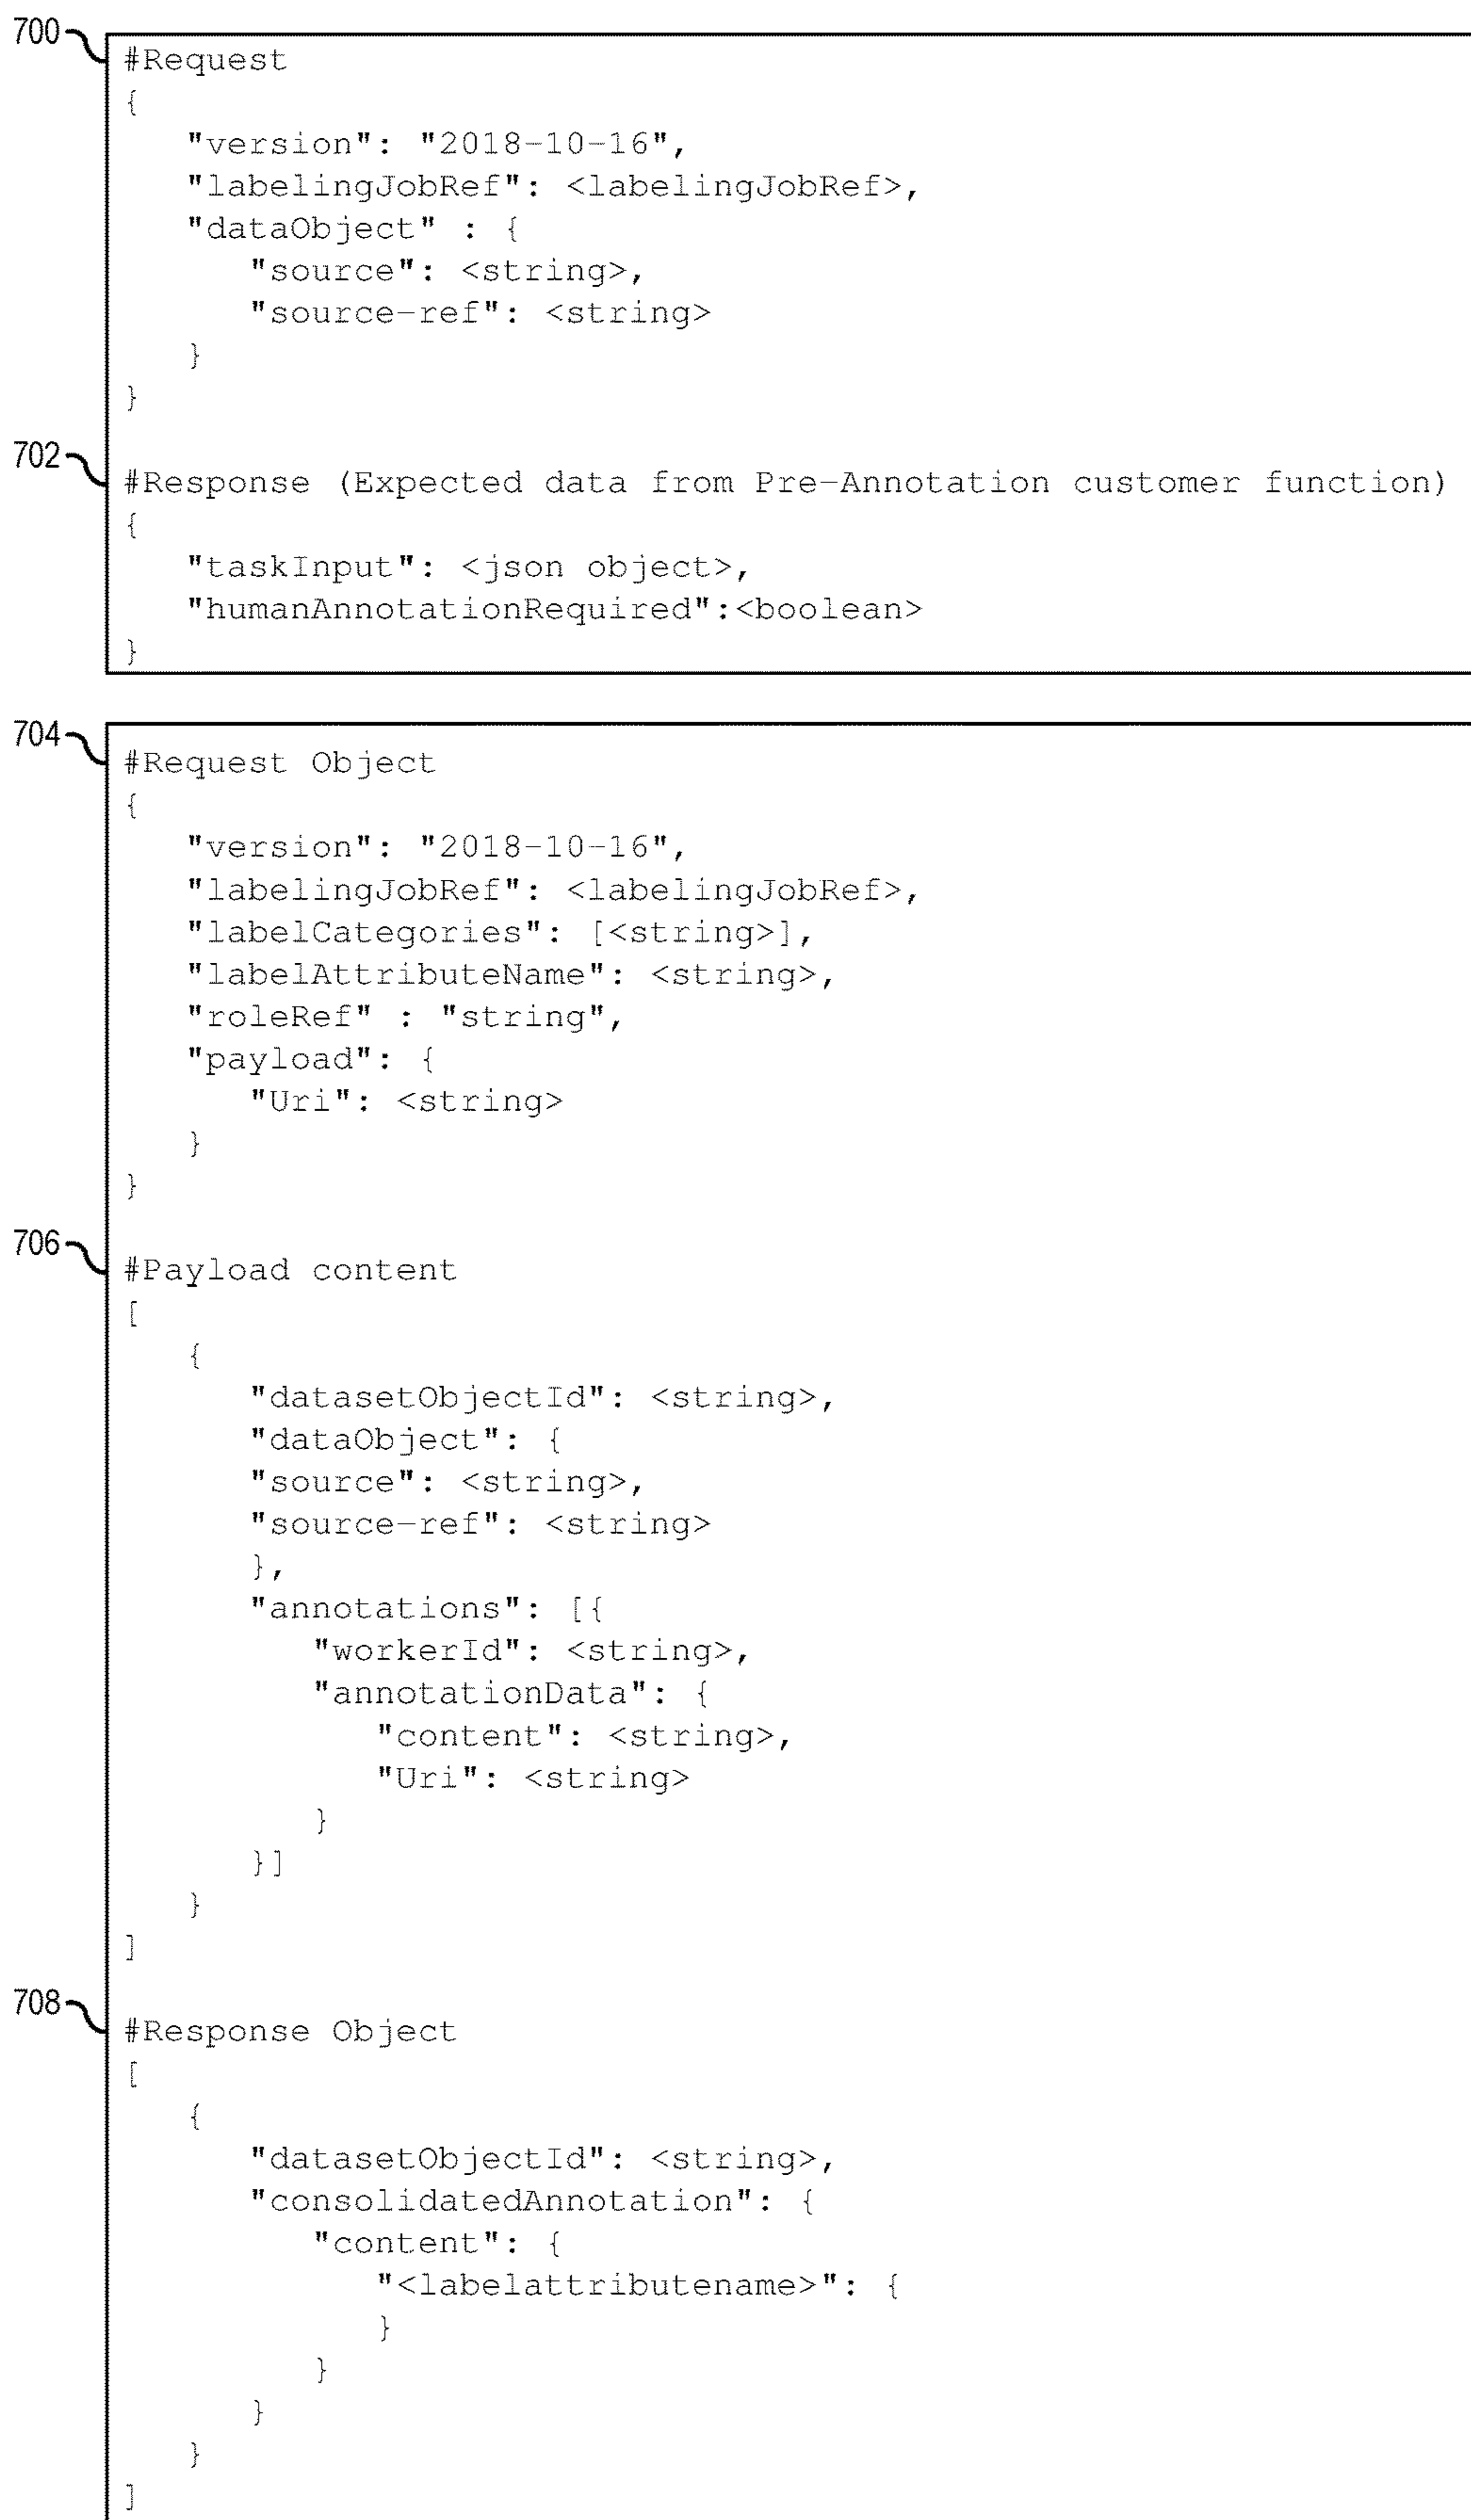 700
#Request
{
"version": "2018-10-16",
"labelingJobRef": <labelingJobRef>,
"dataObject" : {
"source": <string>,
"source-ref": <string>
}
}
702
#Response (Expected data from Pre-Annotation customer function)
{
"taskInput": <json object>,
"humanAnnotationRequired":<boolean>
}
704
#Request Object
{
"version": "2018-10-16",
"labelingJobRef": <labelingJobRef>,
"labelCategories": [<string>],
"labelAttributeName": <string>,
"roleRef" : "string",
"payload": {
"Uri": <string>
}
}
706
#Payload content
[
{
"datasetObjectId": <string>,
"dataObject": {
"source": <string>,
"source-ref": <string>
},
"annotations": [{
"workerId": <string>,
"annotationData": {
"content": <string>,
"Uri": <string>
}
}]
}
]
708
#Response Object
[
{
"datasetObjectId": <string>,
"consolidatedAnnotation": {
"content": {
"<labelattributename>": {
}
}
}
}
]